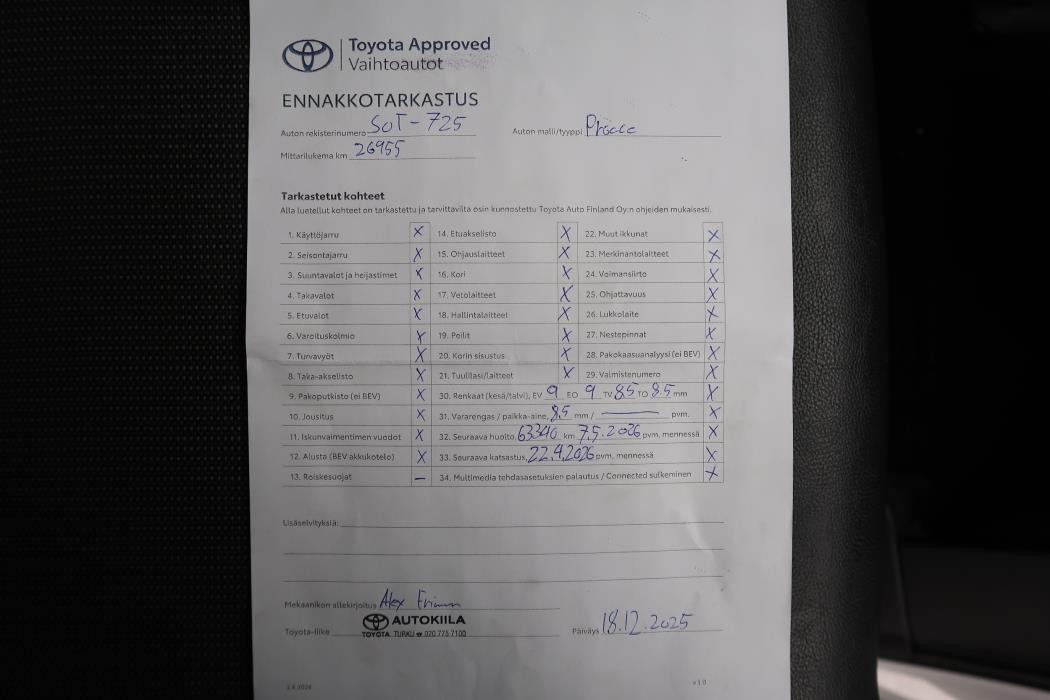 Toyota Approved
Vaihtoautot
ENNAKKOTARKASTUS
Auton rekisterinumero SOT-725 Auton malli/tyyppi Proace
Mittarilukema km 26955
Tarkastetut kohteet
Alla luetellut kohteet on tarkastettu ja tarvittavilta osin kunnostettu Toyota Auto Finland Oy:n ohjeiden mukaisesti.
1. Käyttöjarru X 14. Etuakselisto X 22. Muut ikkunat X
2. Seisontajarru X 15. Ohjauslaitteet X 23. Merkinantolaitteet X
3. Suuntavalot ja heijastimet X 16. Kori X 24. Voimansiirto X
4. Takavalot X 17. Vetolaitteet X 25. Ohjattavuus X
5. Etuvalot X 18. Hallintalaitteet X 26. Lukkolaite X
6. Varoituskolmio X 19. Peilit X 27. Nestepinnat X
7. Turvavyöt X 20. Korin sisustus X 28. Pakokaasuanalyysi (ei BEV) X
8. Taka-akselisto X 21. Tuulilasi/laitteet X 29. Valmistenumero X
9. Pakoputkisto (ei BEV) X 30. Renkaat (kesä/talvi), EV 9 EO 9 TV 8.5 TO 8.5 mm X
10. Jousitus X 31. Vararengas / paikka-aine, 8,5 mm / — pvm. X
11. Iskunvaimentimen vuodot X 32. Seuraava huolto, 63340 km 7.5.2026 pvm. mennessä X
12. Alusta (BEV akkukotelo) X 33. Seuraava katsastus, 22.4.2026 pvm. mennessä X
13. Roiskesuojat — 34. Multimedia tehdasasetuksien palautus / Connected sulkeminen X
Lisäselvityksiä:
Mekaanikon allekirjoitus Alex
Toyota-liike AUTOKIILA Päiväys 18.12.2025
TOYOTA TURKU ☎ 020 775 7100
v 1.0